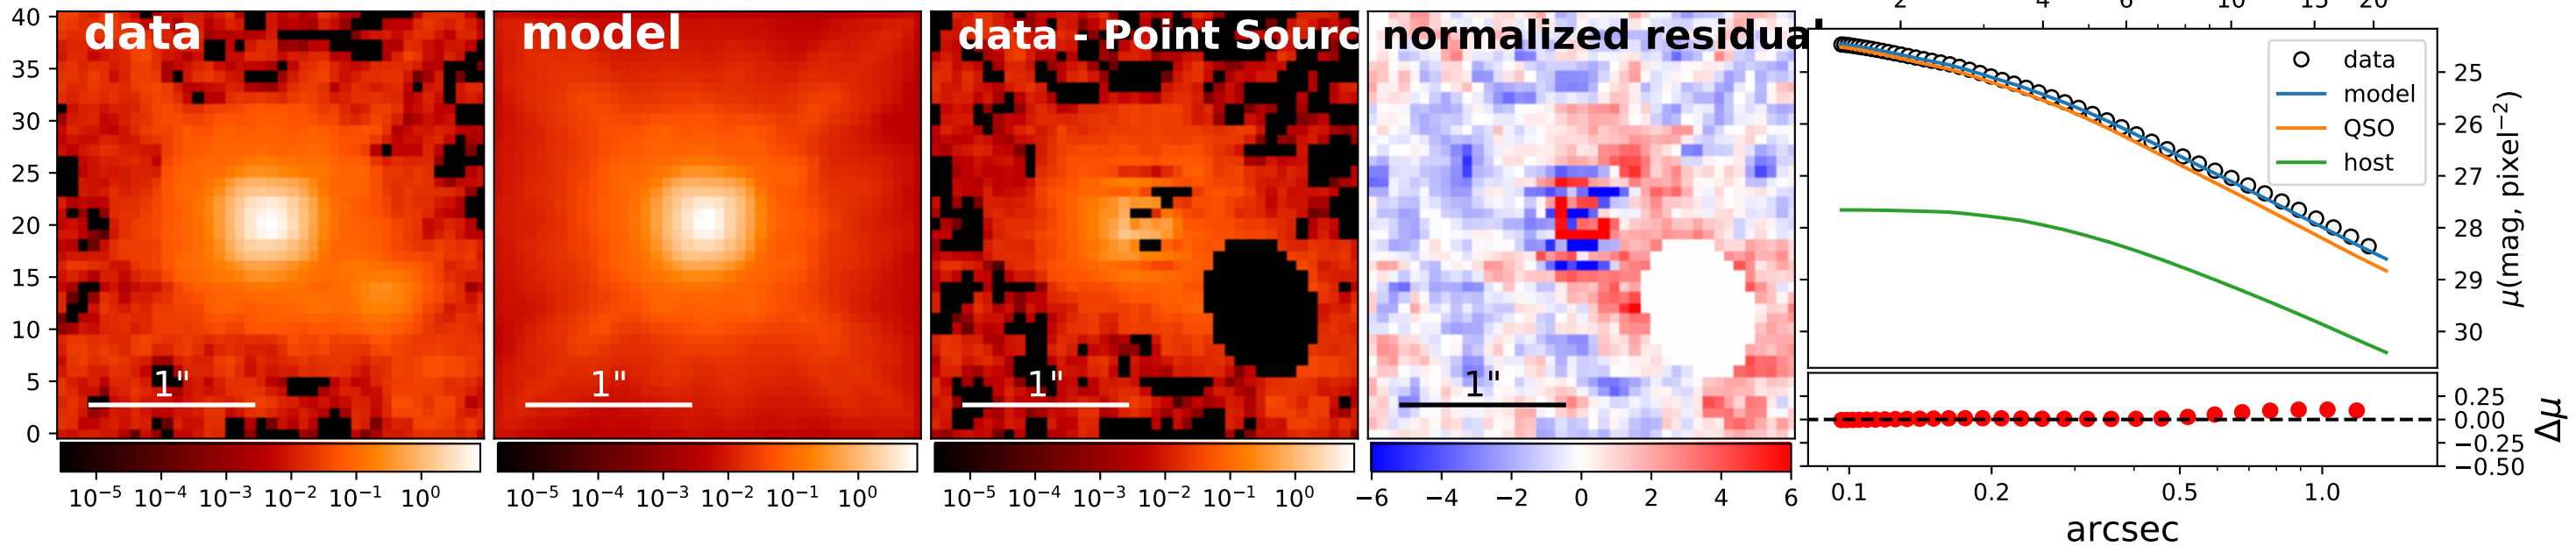 data
model
data - Point Sourc
normalized residual
40
35
30
25
20
15
10
5
0
1"
1"
1"
1"
10⁻⁵ 10⁻⁴ 10⁻³ 10⁻² 10⁻¹ 10⁰
10⁻⁵ 10⁻⁴ 10⁻³ 10⁻² 10⁻¹ 10⁰
10⁻⁵ 10⁻⁴ 10⁻³ 10⁻² 10⁻¹ 10⁰
−6 −4 −2 0 2 4 6
2 4 6 10 15 20
data
model
QSO
host
25
26
27
28
29
30
μ(mag, pixel⁻²)
0.25
0.00
−0.25
−0.50
Δμ
0.1 0.2 0.5 1.0
arcsec